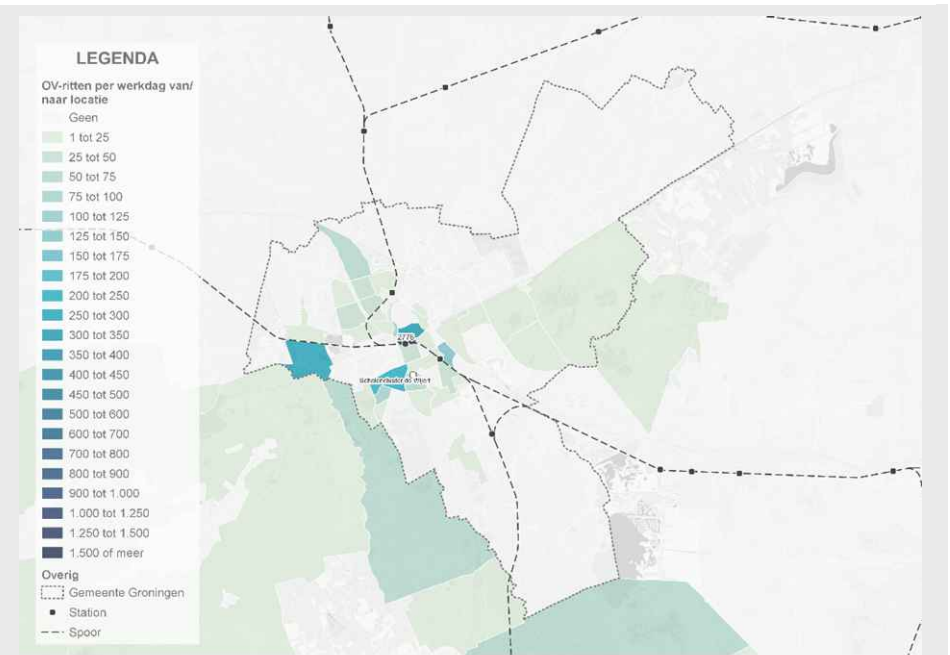 LEGENDA
OV-ritten per werkdag van/
naar locatie
Geen
1 tot 25
25 tot 50
50 tot 75
75 tot 100
100 tot 125
125 tot 150
150 tot 175
175 tot 200
200 tot 250
250 tot 300
300 tot 350
350 tot 400
400 tot 450
450 tot 500
500 tot 600
600 tot 700
700 tot 800
800 tot 900
900 tot 1.000
1.000 tot 1.250
1.250 tot 1.500
1.500 of meer
Overig
Gemeente Groningen
Station
Spoor